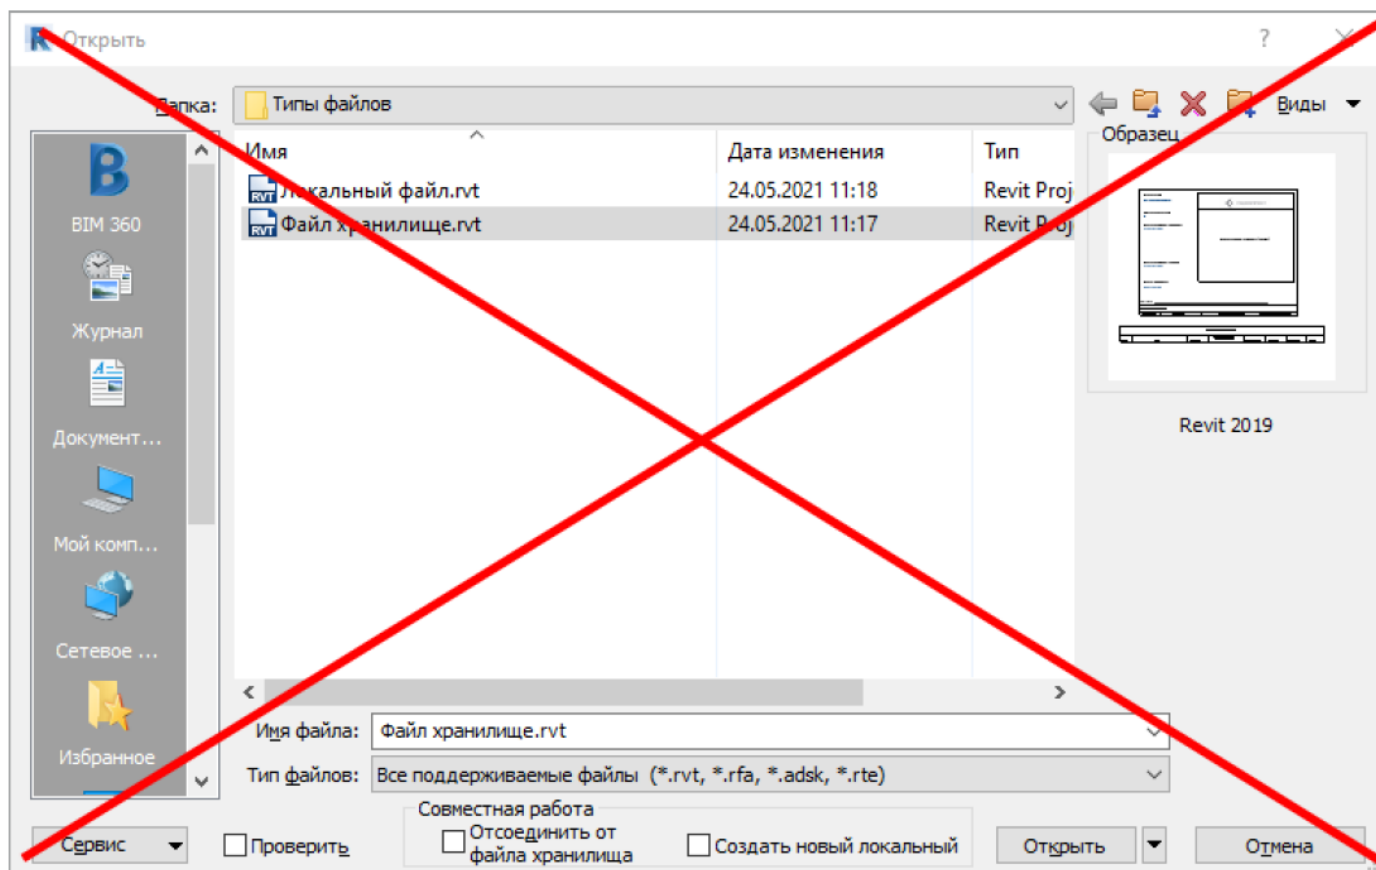 Открыть
?
Папка:
Типы файлов
Виды
Имя
Дата изменения
Тип
Локальный файл.rvt
24.05.2021 11:18
Revit Proj
Файл хранилище.rvt
24.05.2021 11:17
Revit Proj
BIM 360
Журнал
Документ...
Мой комп...
Сетевое ...
Избранное
Образец
Revit 2019
Имя файла:
Файл хранилище.rvt
Тип файлов:
Все поддерживаемые файлы (*.rvt, *.rfa, *.adsk, *.rte)
Совместная работа
Сервис
Проверить
Отсоединить от
файла хранилища
Создать новый локальный
Открыть
Отмена